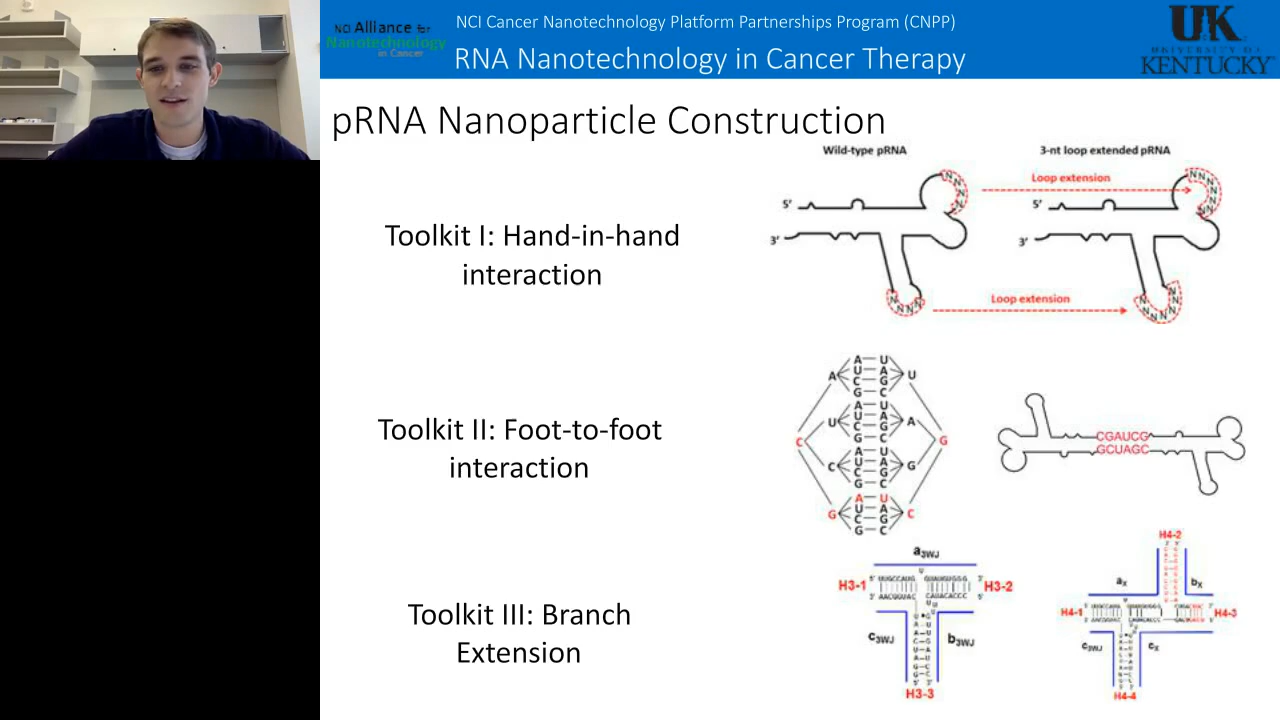 NCI Alliance for
Nanotechnology
in Cancer
NCI Cancer Nanotechnology Platform Partnerships Program (CNPP)
RNA Nanotechnology in Cancer Therapy
UK
UNIVERSITY OF
KENTUCKY
pRNA Nanoparticle Construction
Wild-type pRNA
3-nt loop extended pRNA
Loop extension
5'
5'
3'
3'
Loop extension
Toolkit I: Hand-in-hand
interaction
Toolkit II: Foot-to-foot
interaction
CGAUCG
GCUAGC
Toolkit III: Branch
Extension
a3WJ
H3-1
H3-2
c3WJ
b3WJ
H3-3
H4-2
aX
bX
H4-1
H4-3
c3WJ
cX
H4-4